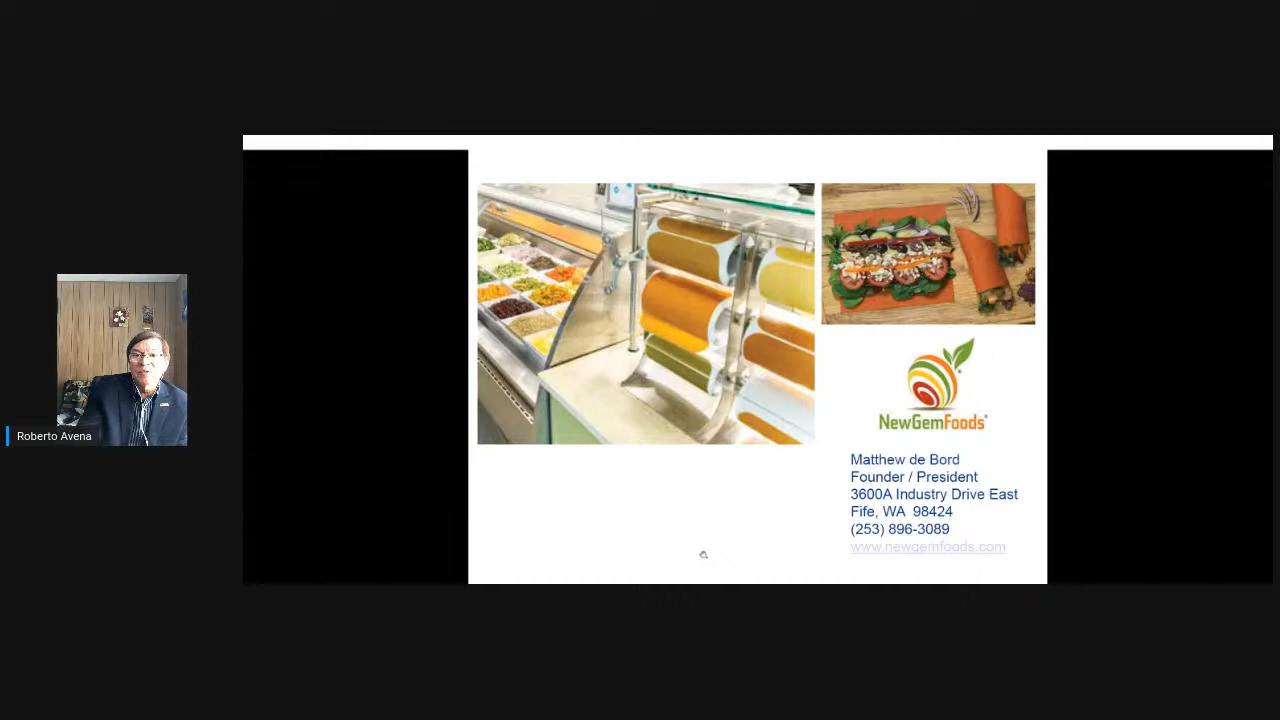 Roberto Avena
NewGemFoods®
Matthew de Bord
Founder / President
3600A Industry Drive East
Fife, WA 98424
(253) 896-3089
www.newgemfoods.com